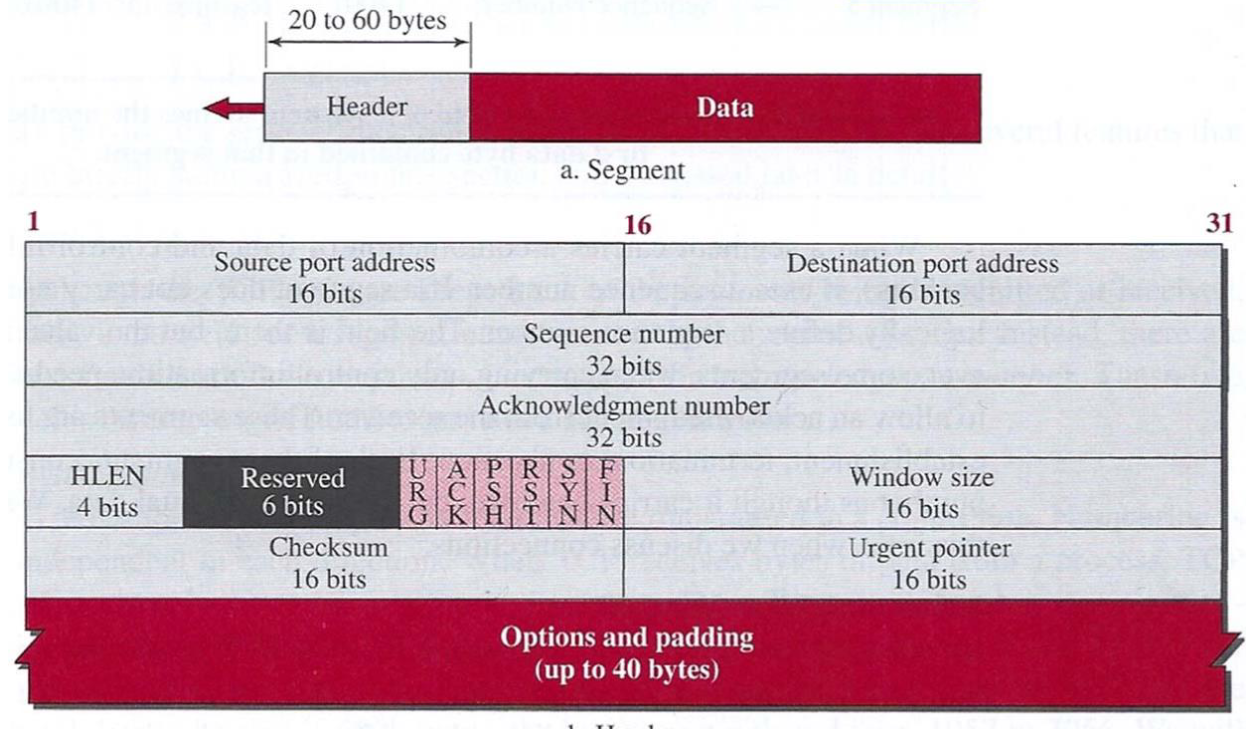 20 to 60 bytes
Header
Data
a. Segment
1
16
31
Source port address
16 bits
Destination port address
16 bits
Sequence number
32 bits
Acknowledgment number
32 bits
HLEN
4 bits
Reserved
6 bits
URG
ACK
PSH
RST
SYN
FIN
Window size
16 bits
Checksum
16 bits
Urgent pointer
16 bits
Options and padding
(up to 40 bytes)